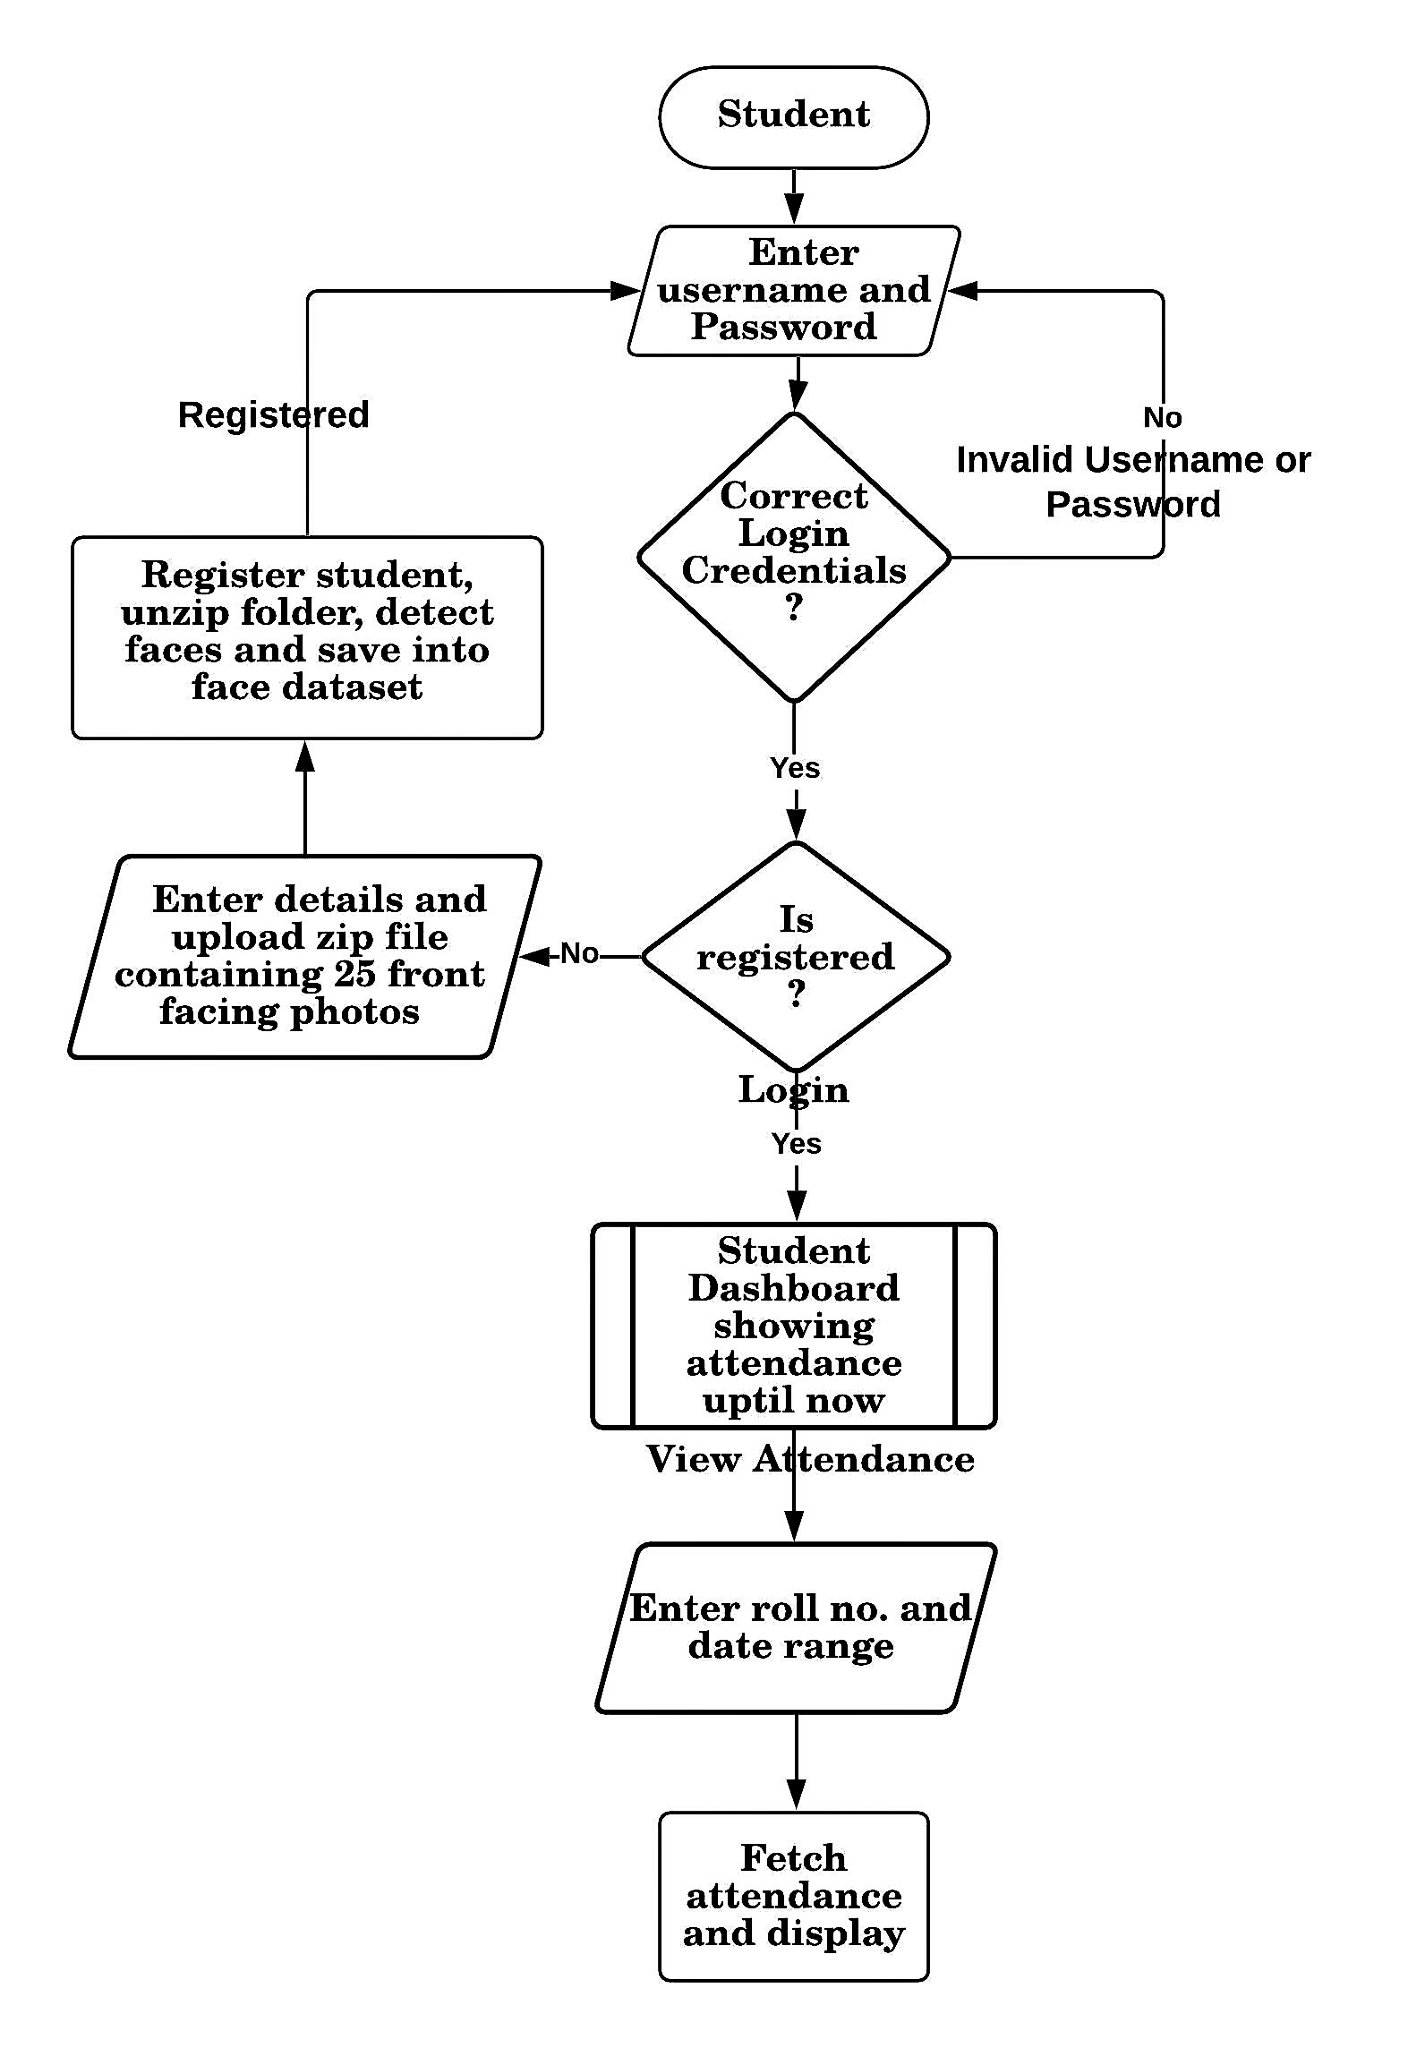 Student
Enter
username and
Password
Registered
No
Invalid Username or
Password
Correct
Login
Credentials
?
Register student,
unzip folder, detect
faces and save into
face dataset
Yes
Enter details and
upload zip file
containing 25 front
facing photos
No
Is
registered
?
Login
Yes
Student
Dashboard
showing
attendance
uptil now
View Attendance
Enter roll no. and
date range
Fetch
attendance
and display